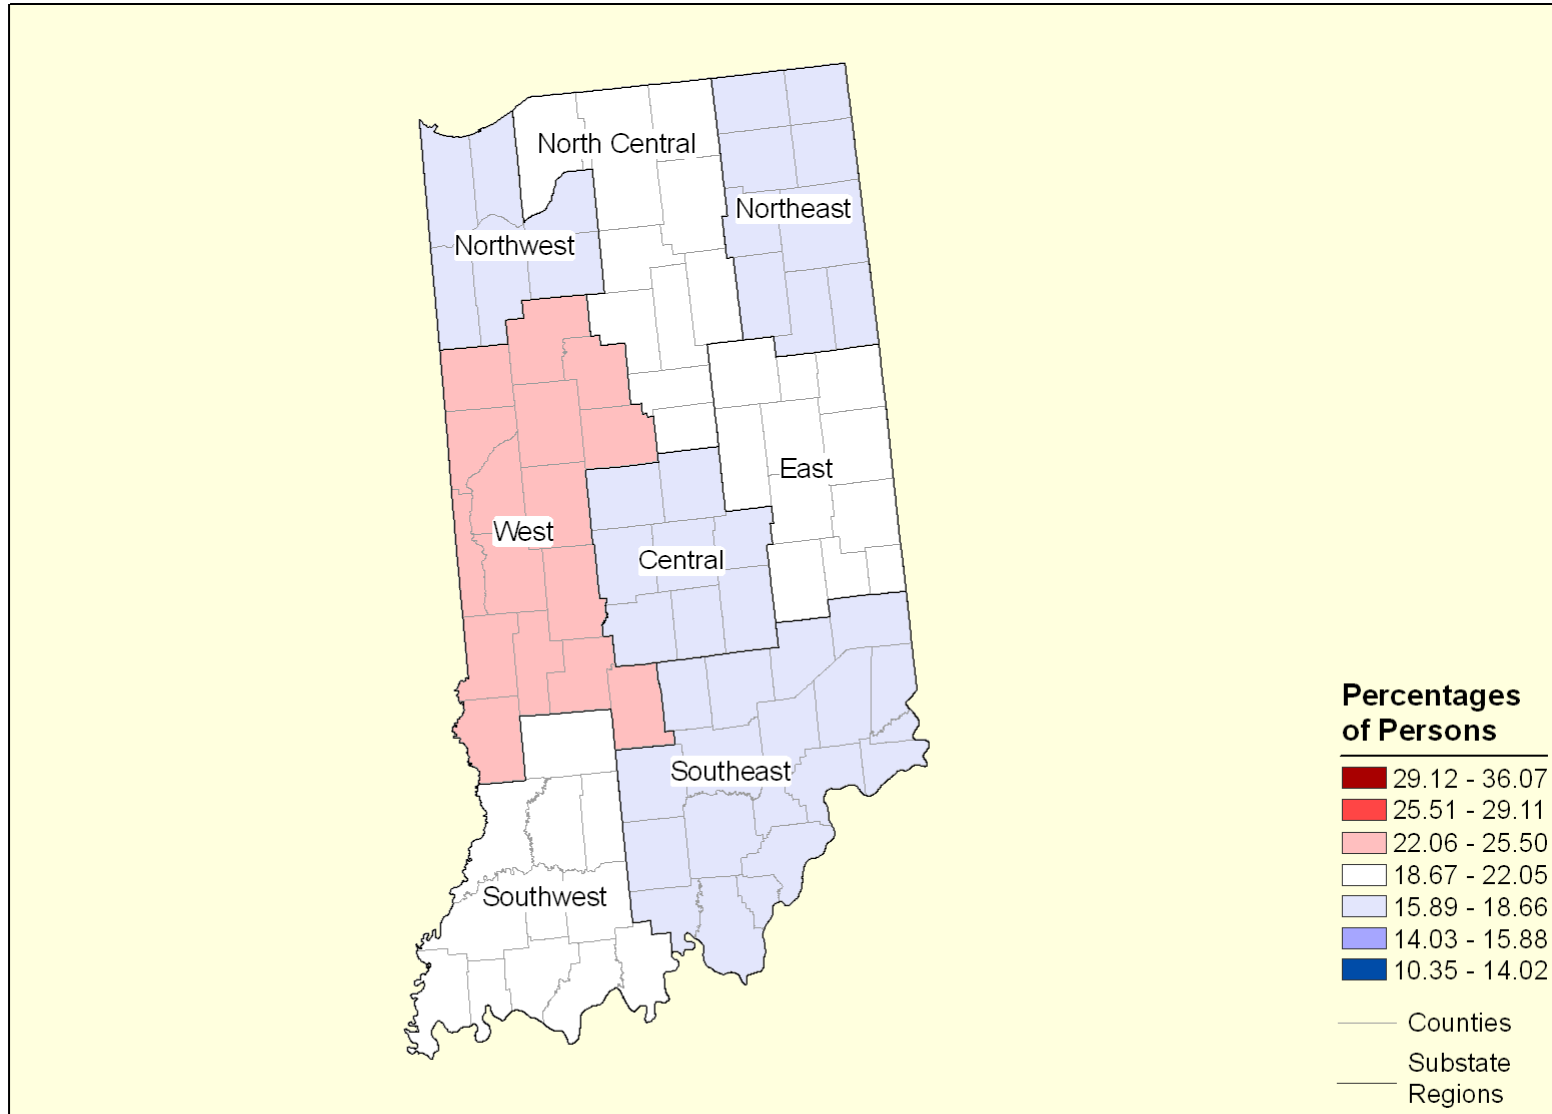 North Central
Northeast
Northwest
East
West
Central
Southeast
Southwest
Percentages
of Persons
29.12 - 36.07
25.51 - 29.11
22.06 - 25.50
18.67 - 22.05
15.89 - 18.66
14.03 - 15.88
10.35 - 14.02
Counties
Substate
Regions